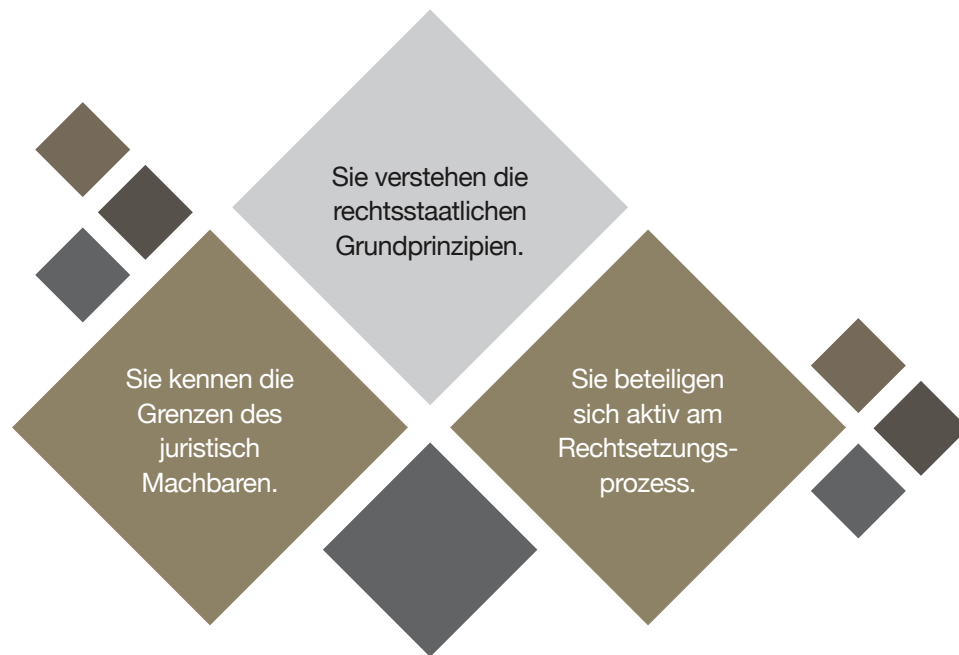 Sie verstehen die
rechtsstaatlichen
Grundprinzipien.
Sie kennen die
Grenzen des
juristisch
Machbaren.
Sie beteiligen
sich aktiv am
Rechtsetzungs-
prozess.